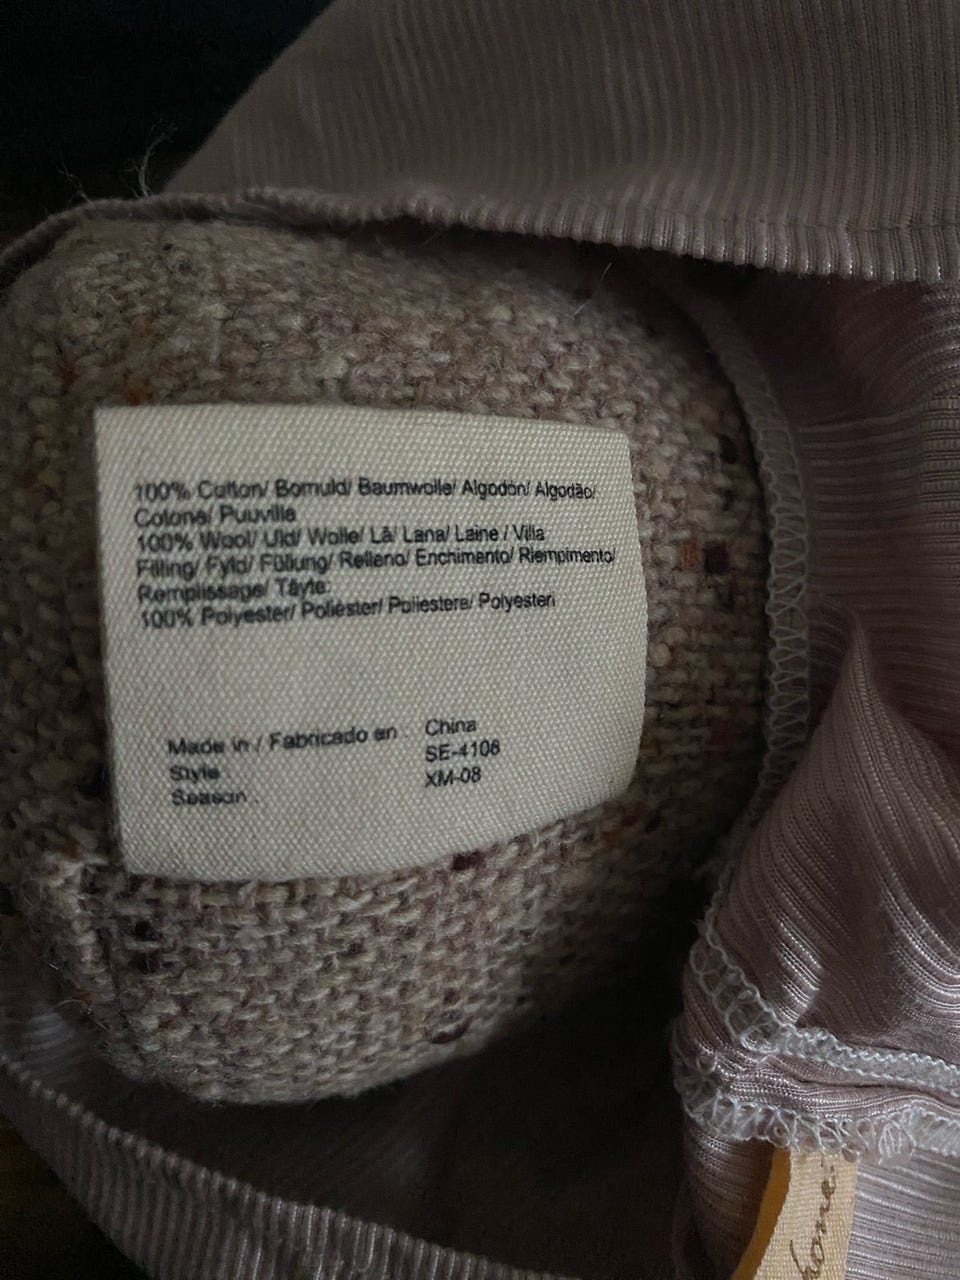 100% Cotton/ Bomuld/ Baumwolle/ Algodón/ Algodão/
Cotone/ Puuvilla
100% Wool/ Uld/ Wolle/ Lã/ Lana/ Laine / Villa
Filling/ Fyld/ Füllung/ Relleno/ Enchimento/ Riempimento/
Remplissage/ Täyte:
100% Polyester/ Poliéster/ Poliestere/ Polyesteri
Made in / Fabricado en : China
Style : SE-4108
Season : XM-08